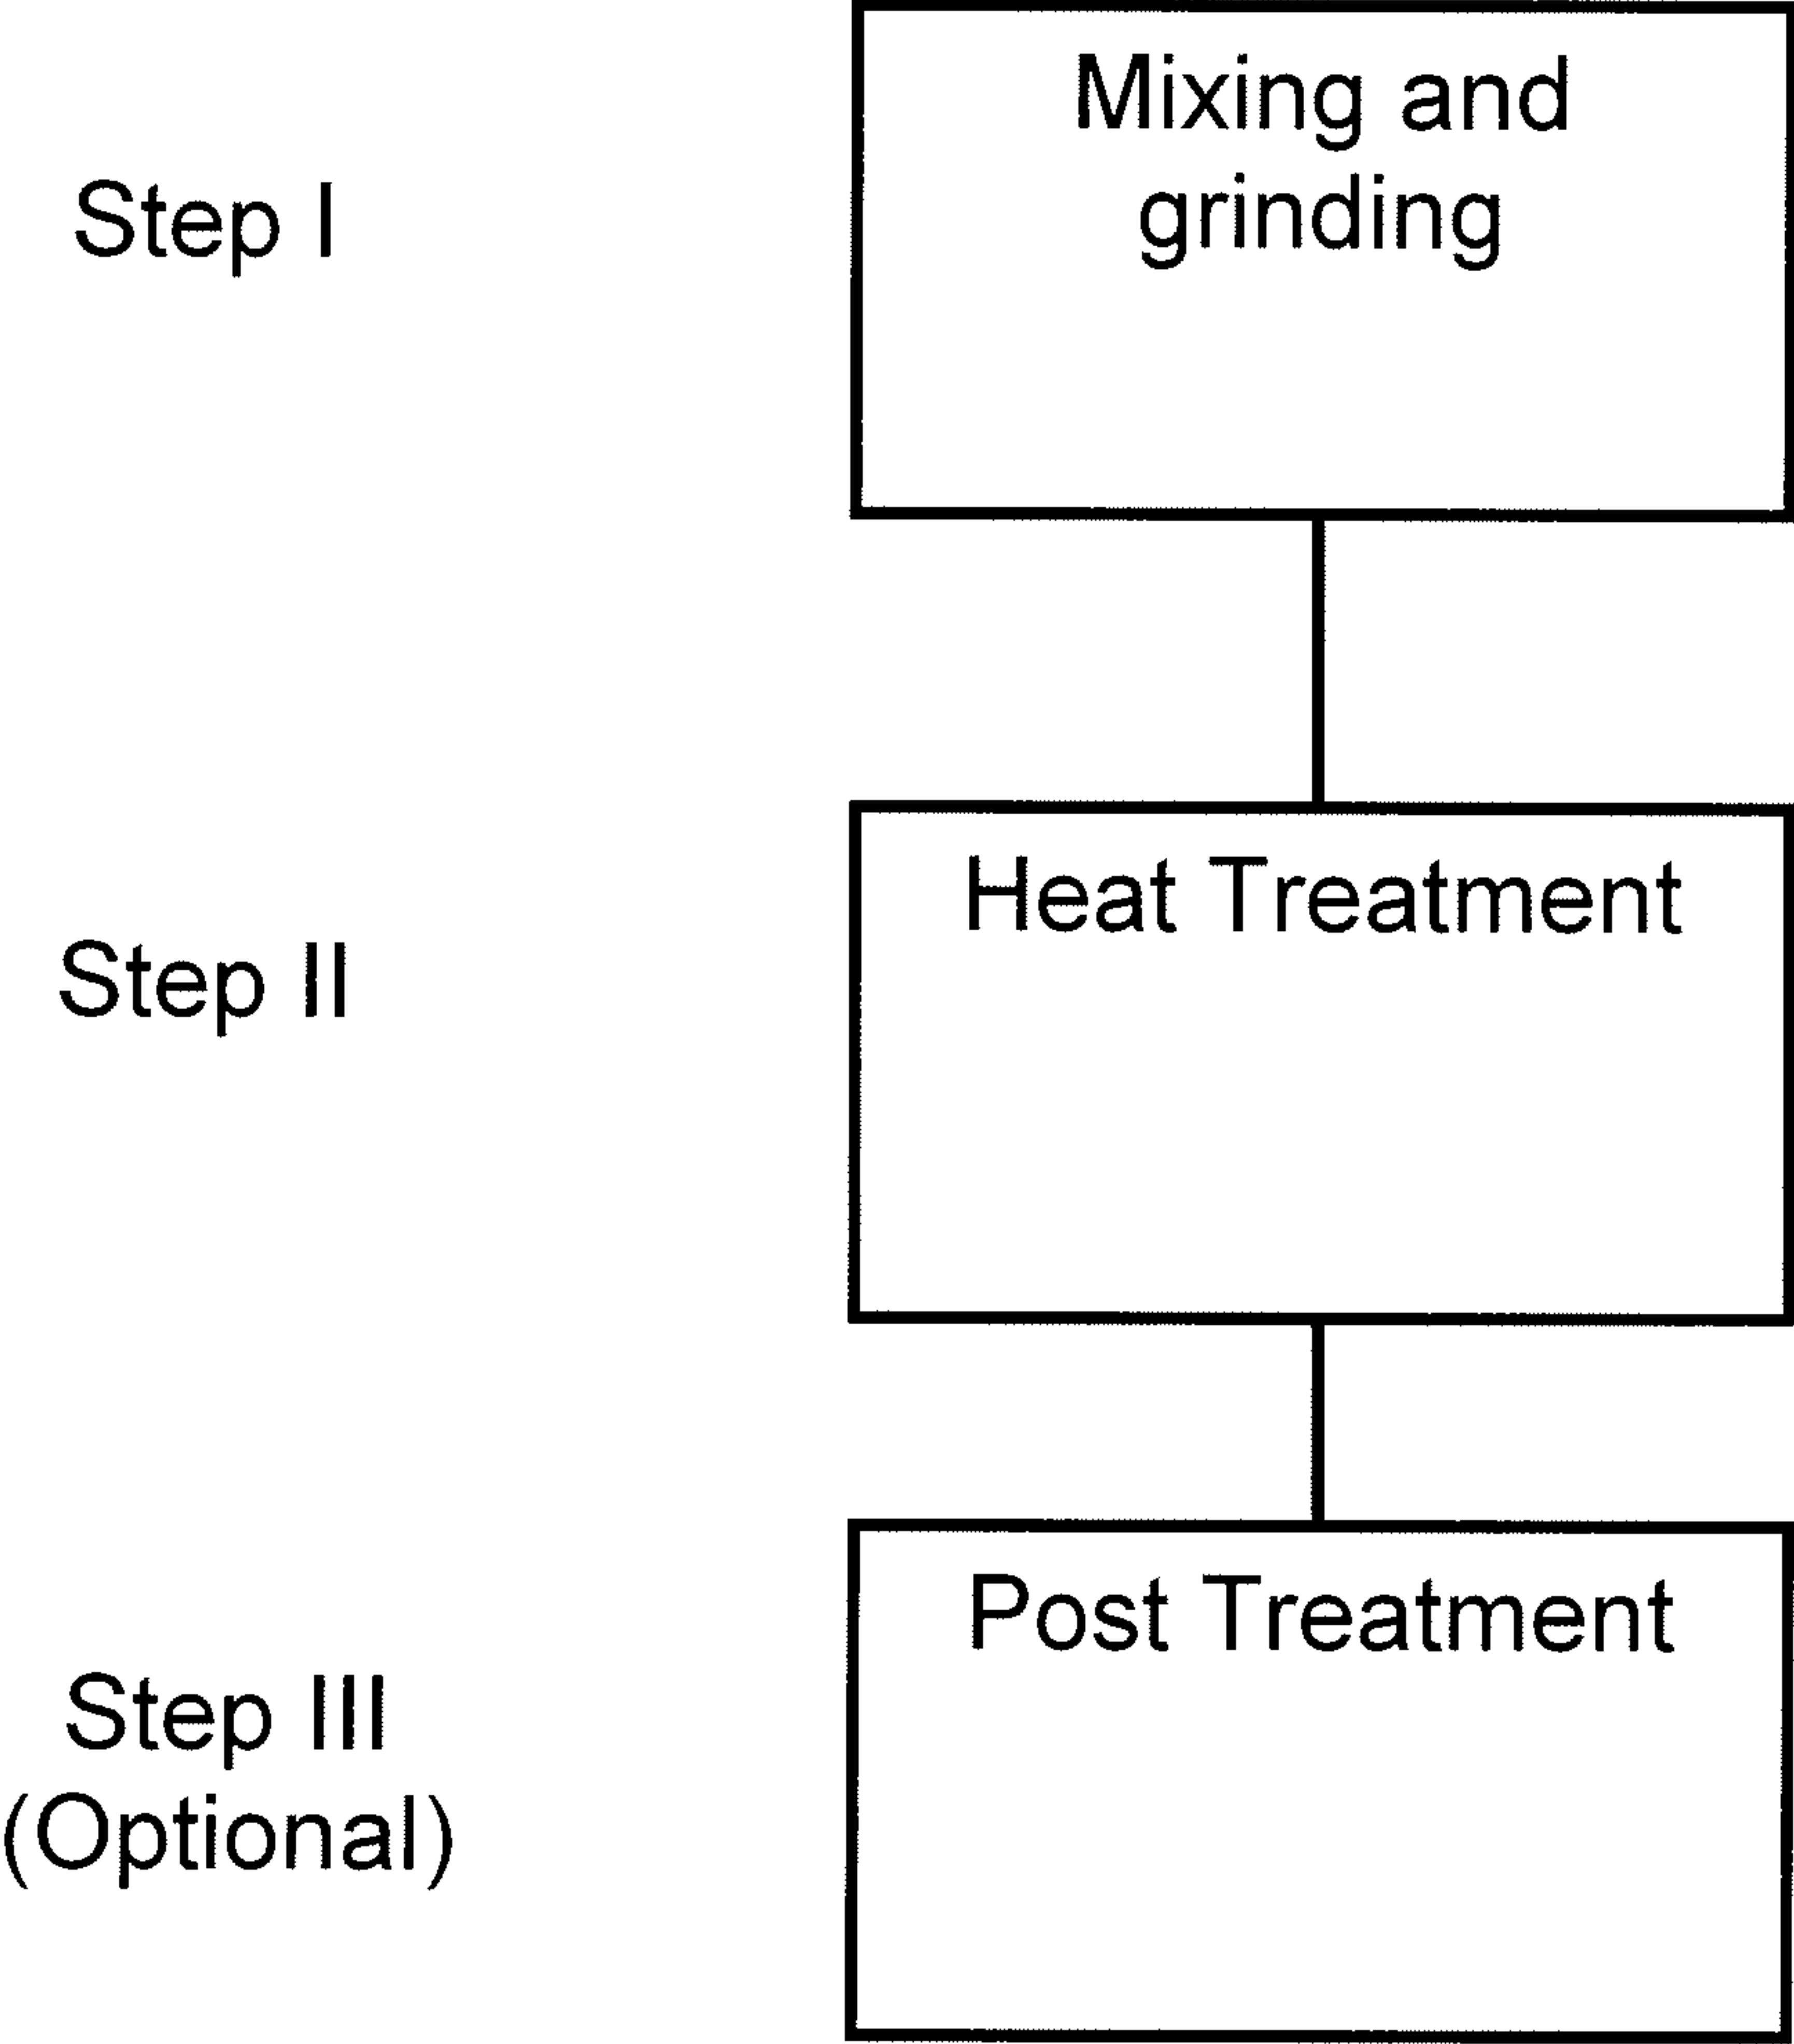 Step I
Mixing and
grinding
Step II
Heat Treatment
Step III
(Optional)
Post Treatment